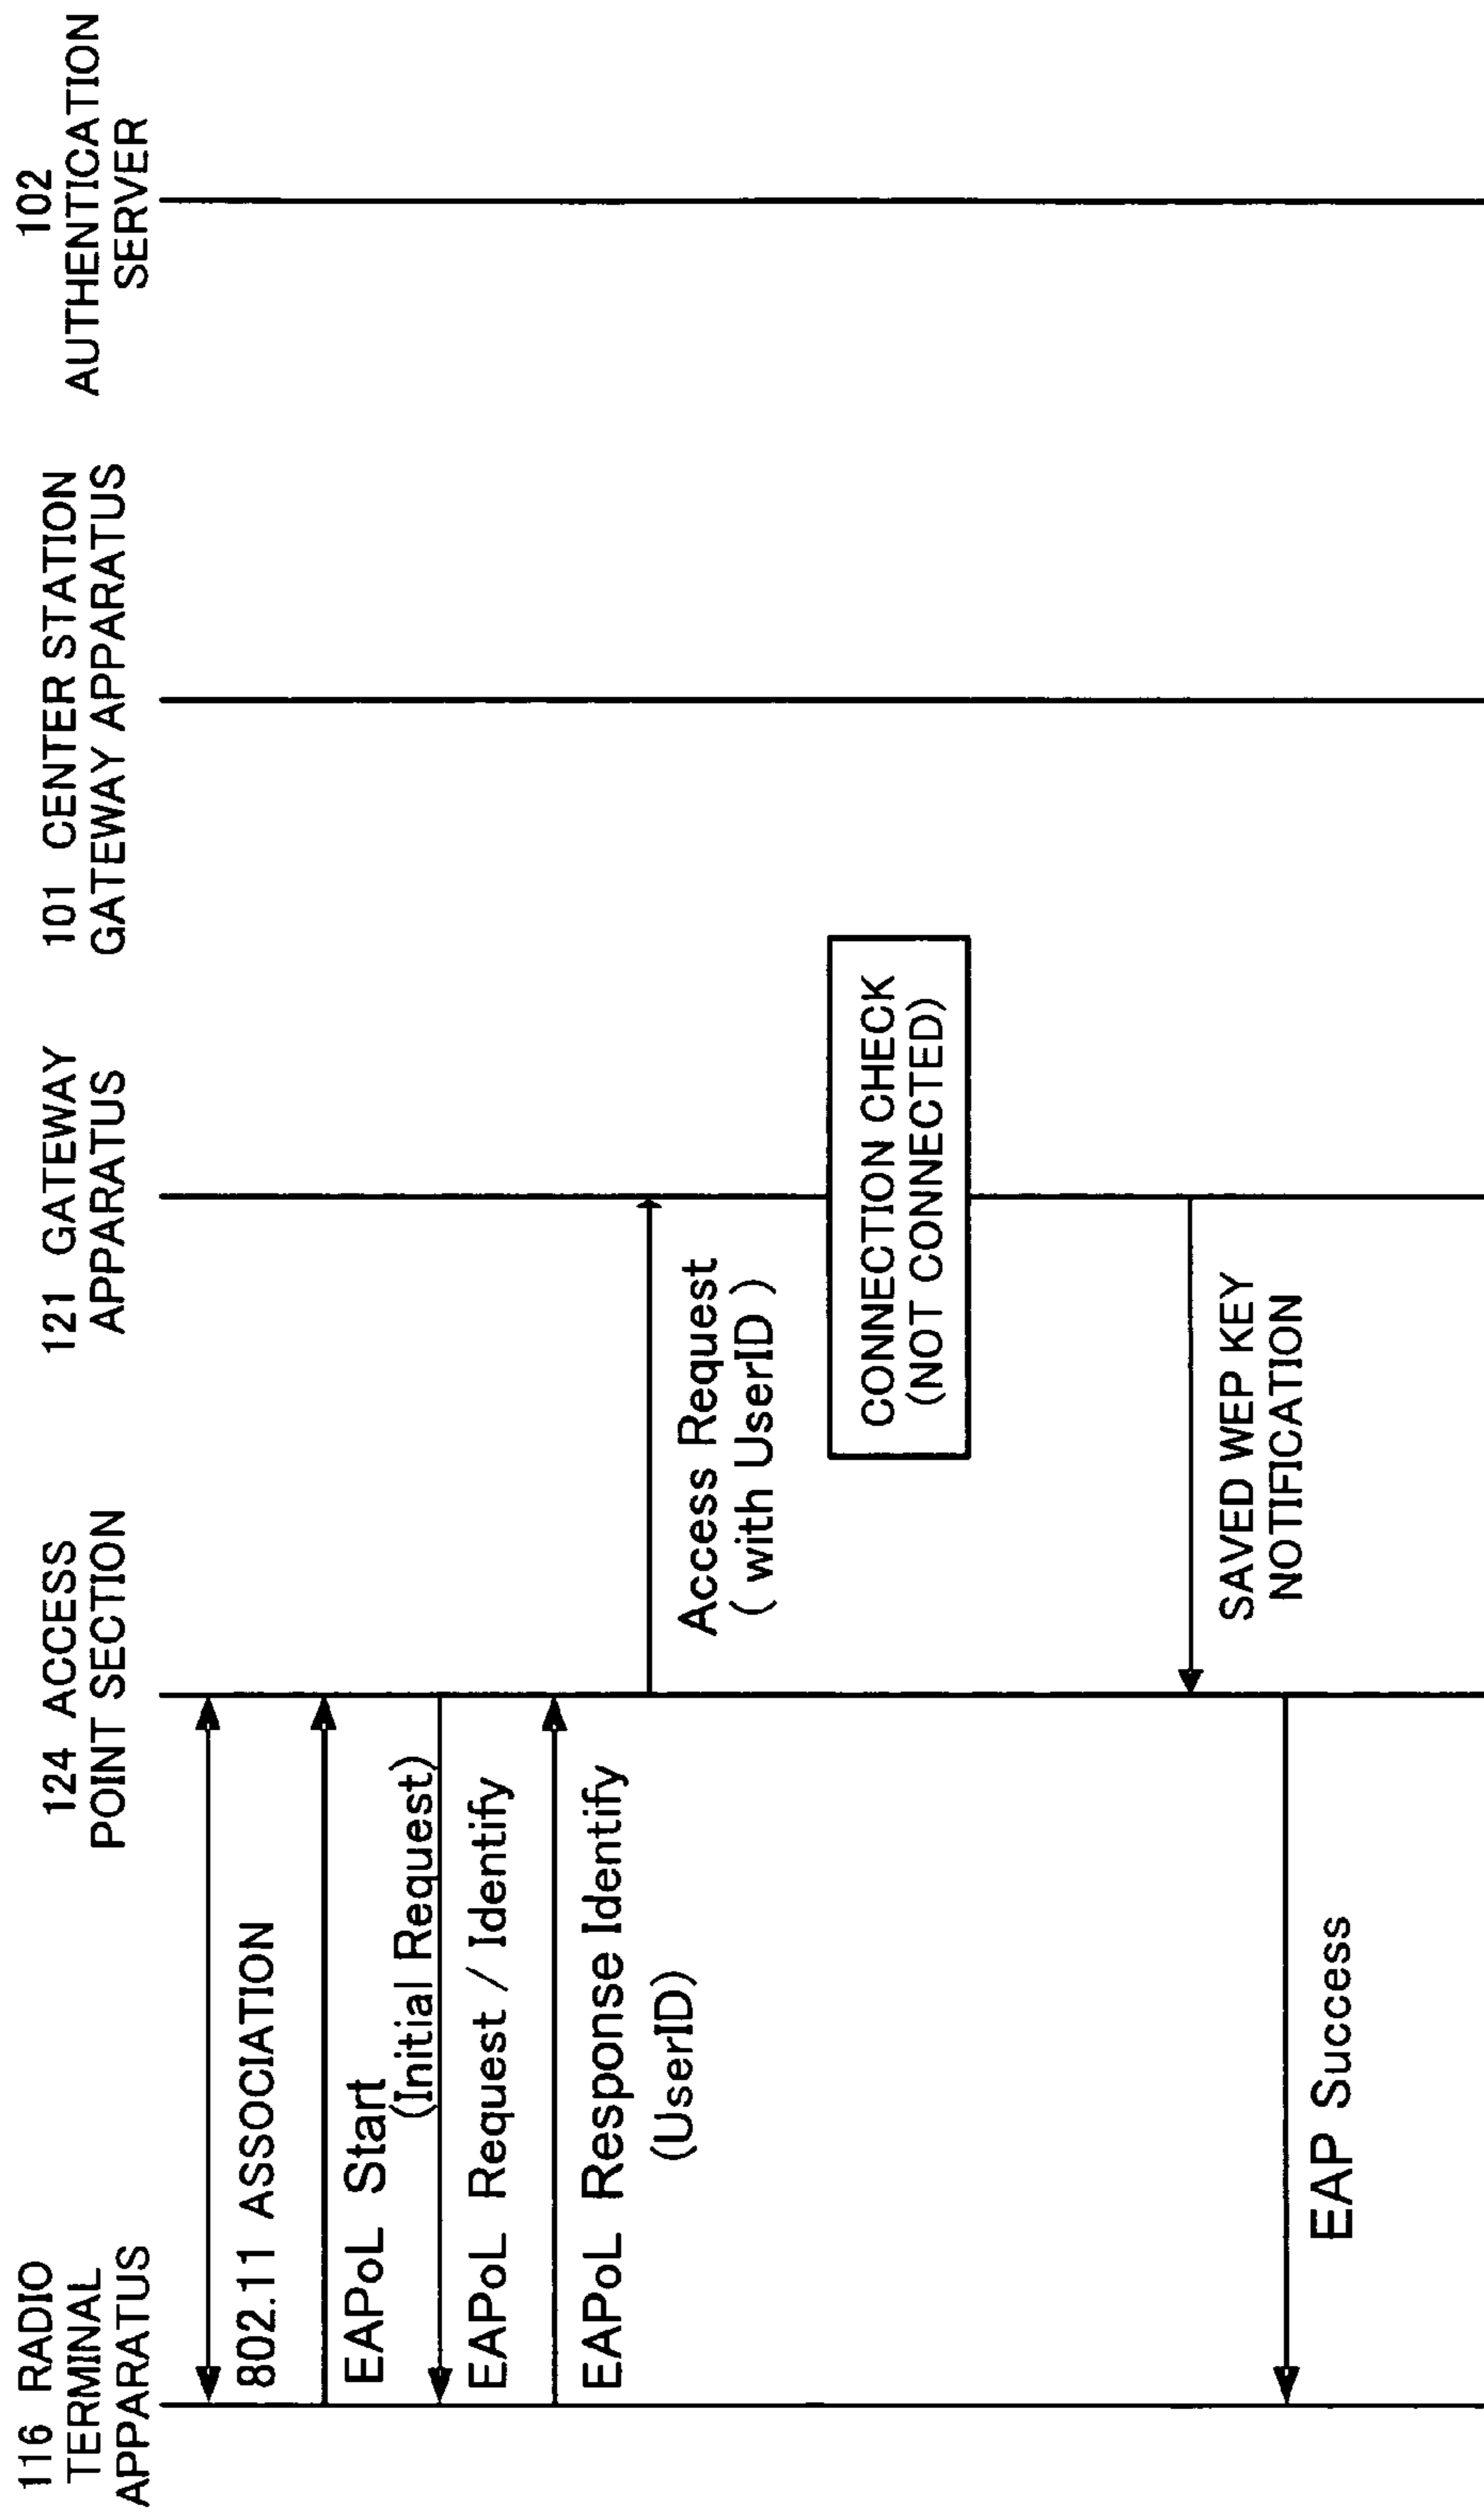 116 RADIO
TERMINAL
APPARATUS
124 ACCESS
POINT SECTION
121 GATEWAY
APPARATUS
101 CENTER STATION
GATEWAY APPARATUS
102
AUTHENTICATION
SERVER
802.11 ASSOCIATION
EAPoL Start
(Initial Request)
EAPoL Request / Identify
EAPoL Response Identify
(UserID)
Access Request
( with UserID )
CONNECTION CHECK
(NOT CONNECTED)
SAVED WEP KEY
NOTIFICATION
EAP Success